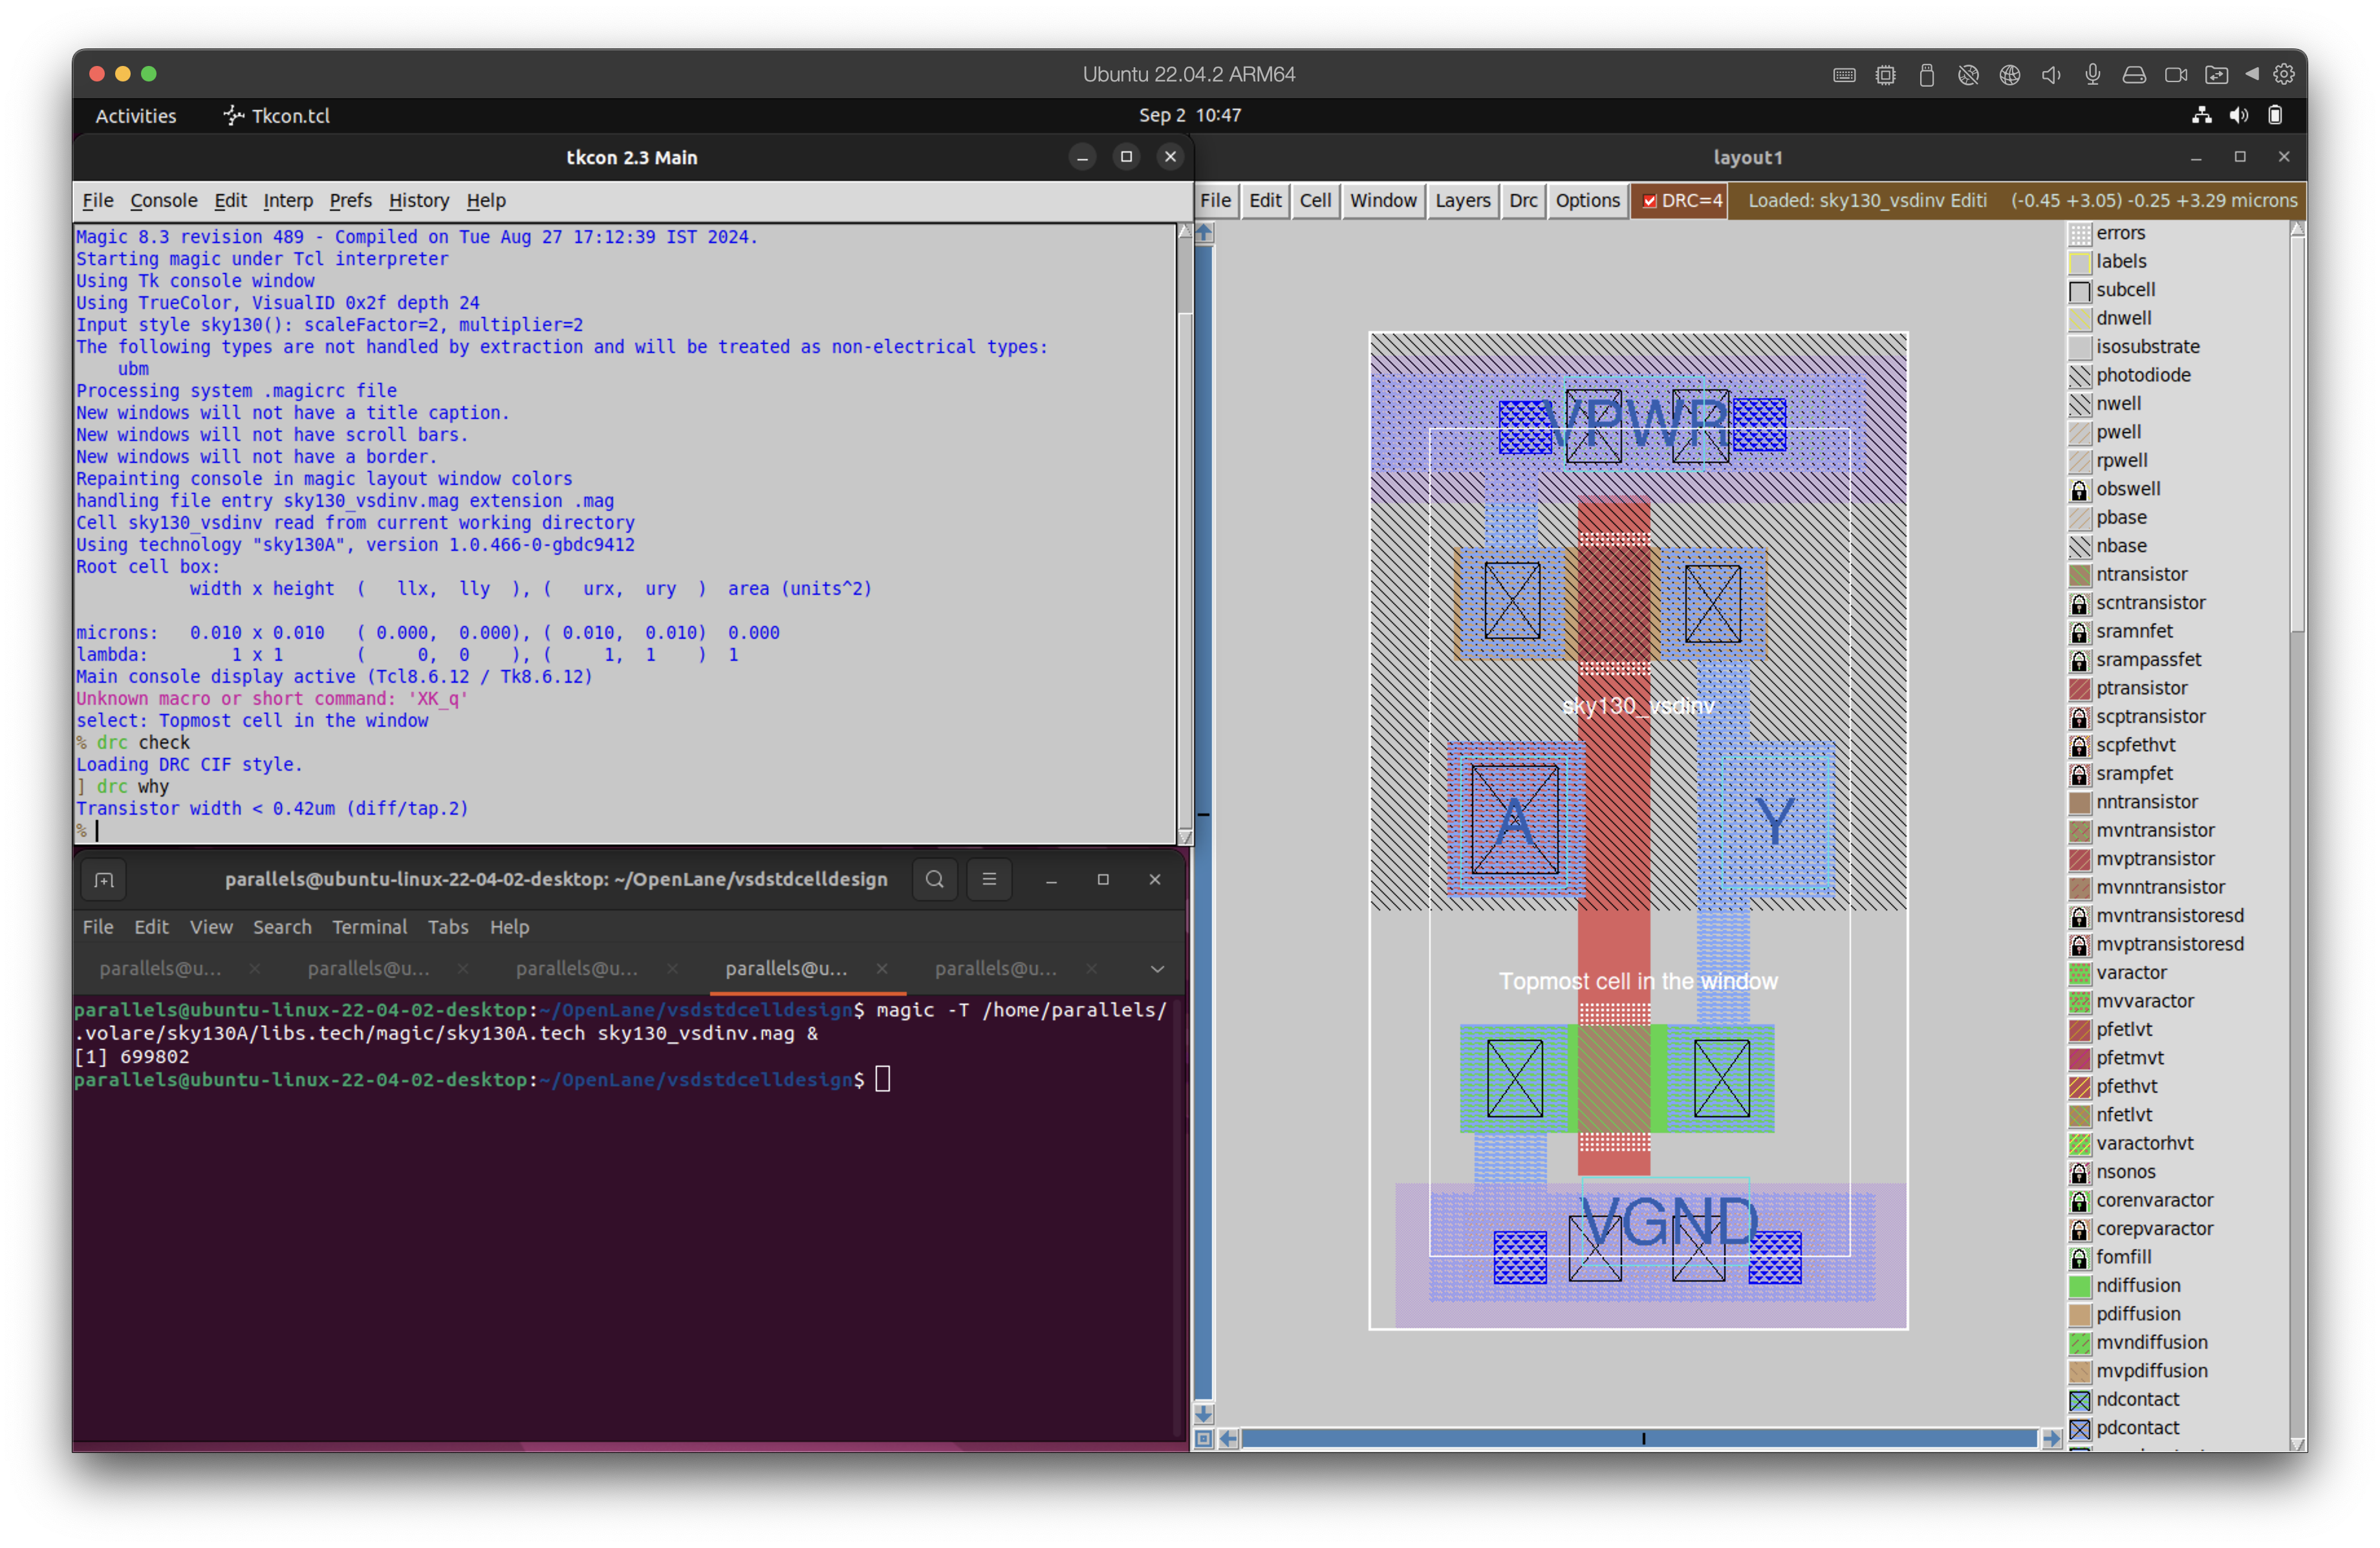 Ubuntu 22.04.2 ARM64
Activities Tkcon.tcl Sep 2 10:47
tkcon 2.3 Main
File Console Edit Interp Prefs History Help
Magic 8.3 revision 489 - Compiled on Tue Aug 27 17:12:39 IST 2024.
Starting magic under Tcl interpreter
Using Tk console window
Using TrueColor, VisualID 0x2f depth 24
Input style sky130(): scaleFactor=2, multiplier=2
The following types are not handled by extraction and will be treated as non-electrical types:
ubm
Processing system .magicrc file
New windows will not have a title caption.
New windows will not have scroll bars.
New windows will not have a border.
Repainting console in magic layout window colors
handling file entry sky130_vsdinv.mag extension .mag
Cell sky130_vsdinv read from current working directory
Using technology "sky130A", version 1.0.466-0-gbdc9412
Root cell box:
width x height ( llx, lly ), ( urx, ury ) area (units^2)
microns: 0.010 x 0.010 ( 0.000, 0.000), ( 0.010, 0.010) 0.000
lambda: 1 x 1 ( 0, 0 ), ( 1, 1 ) 1
Main console display active (Tcl8.6.12 / Tk8.6.12)
Unknown macro or short command: 'XK_q'
select: Topmost cell in the window
% drc check
Loading DRC CIF style.
] drc why
Transistor width < 0.42um (diff/tap.2)
%
parallels@ubuntu-linux-22-04-02-desktop: ~/OpenLane/vsdstdcelldesign
File Edit View Search Terminal Tabs Help
parallels@u... parallels@u... parallels@u... parallels@u... parallels@u...
parallels@ubuntu-linux-22-04-02-desktop:~/OpenLane/vsdstdcelldesign$ magic -T /home/parallels/
.volare/sky130A/libs.tech/magic/sky130A.tech sky130_vsdinv.mag &
[1] 699802
parallels@ubuntu-linux-22-04-02-desktop:~/OpenLane/vsdstdcelldesign$
layout1
File Edit Cell Window Layers Drc Options DRC=4 Loaded: sky130_vsdinv Editi (-0.45 +3.05) -0.25 +3.29 microns
VPWR
sky130_vsdinv
A Y
Topmost cell in the window
VGND
errors
labels
subcell
dnwell
isosubstrate
photodiode
nwell
pwell
rpwell
obswell
pbase
nbase
ntransistor
scntransistor
sramnfet
srampassfet
ptransistor
scptransistor
scpfethvt
srampfet
nntransistor
mvntransistor
mvptransistor
mvnntransistor
mvntransistoresd
mvptransistoresd
varactor
mvvaractor
pfetlvt
pfetmvt
pfethvt
nfetlvt
varactorhvt
nsonos
corenvaractor
corepvaractor
fomfill
ndiffusion
pdiffusion
mvndiffusion
mvpdiffusion
ndcontact
pdcontact